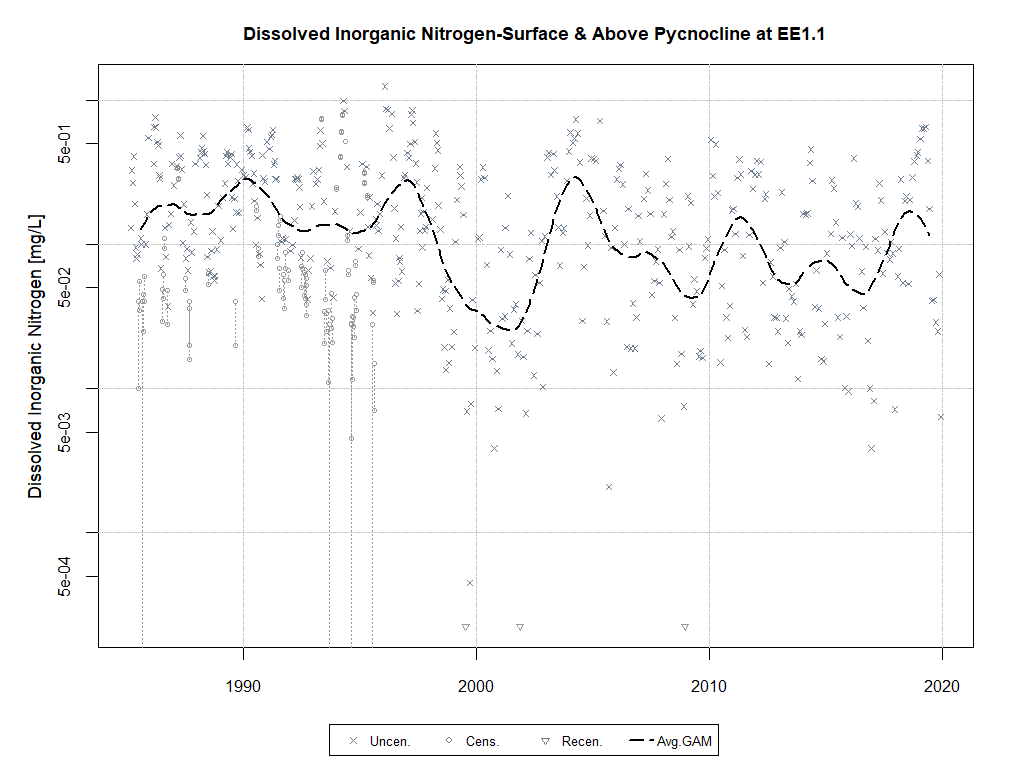 Dissolved Inorganic Nitrogen-Surface & Above Pycnocline at EE1.1
Dissolved Inorganic Nitrogen [mg/L]
5e-01
5e-02
5e-03
5e-04
1990 2000 2010 2020
Uncen. Cens. Recen. Avg.GAM